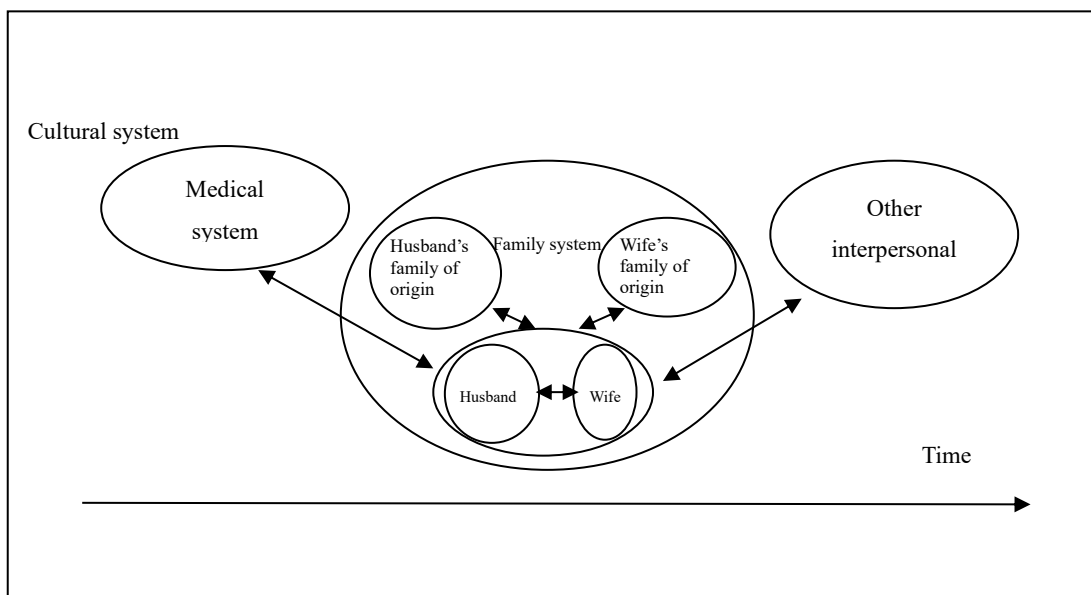 Cultural system
Medical
system
Husband's
family of
origin
Family system
Wife's
family of
origin
Other
interpersonal
Husband
Wife
Time